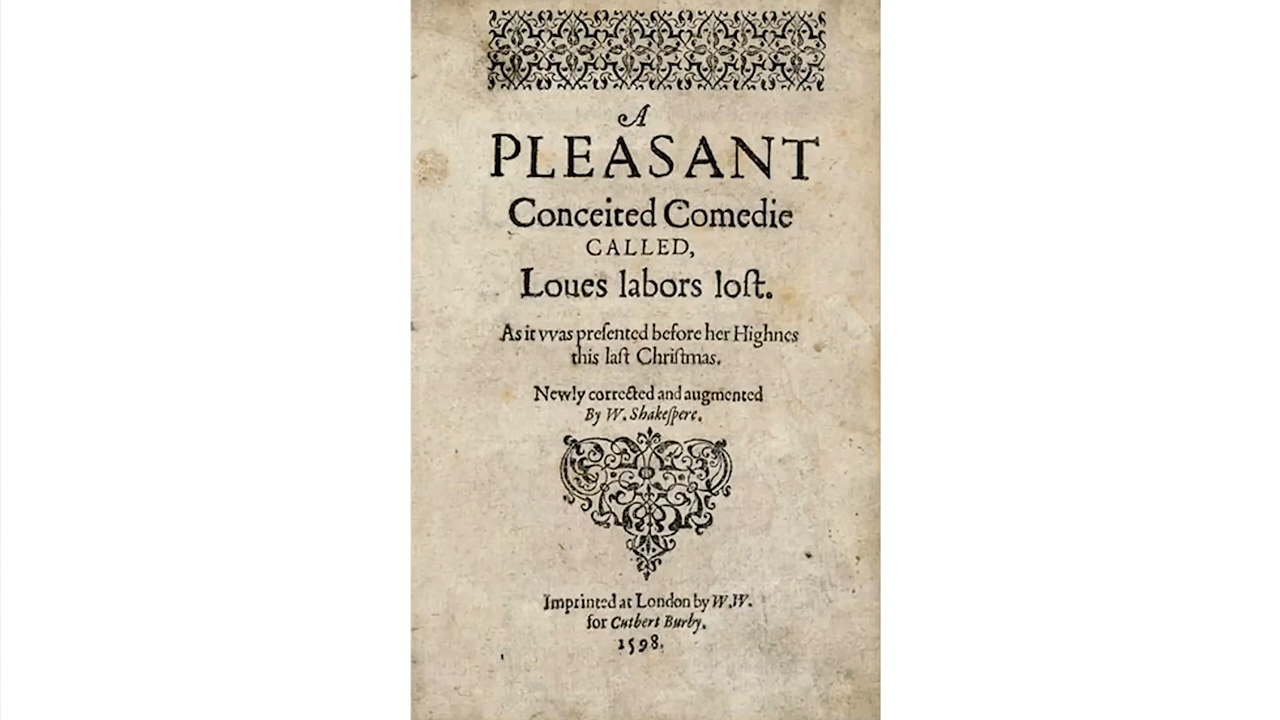 A
PLEASANT
Conceited Comedie
CALLED,
Loues labors loſt.
As it vvas preſented before her Highnes
this laſt Chriſtmas.
Newly corrected and augmented
By W. Shakeſpere.
Imprinted at London by W.W.
for Cutbert Burby.
1598.